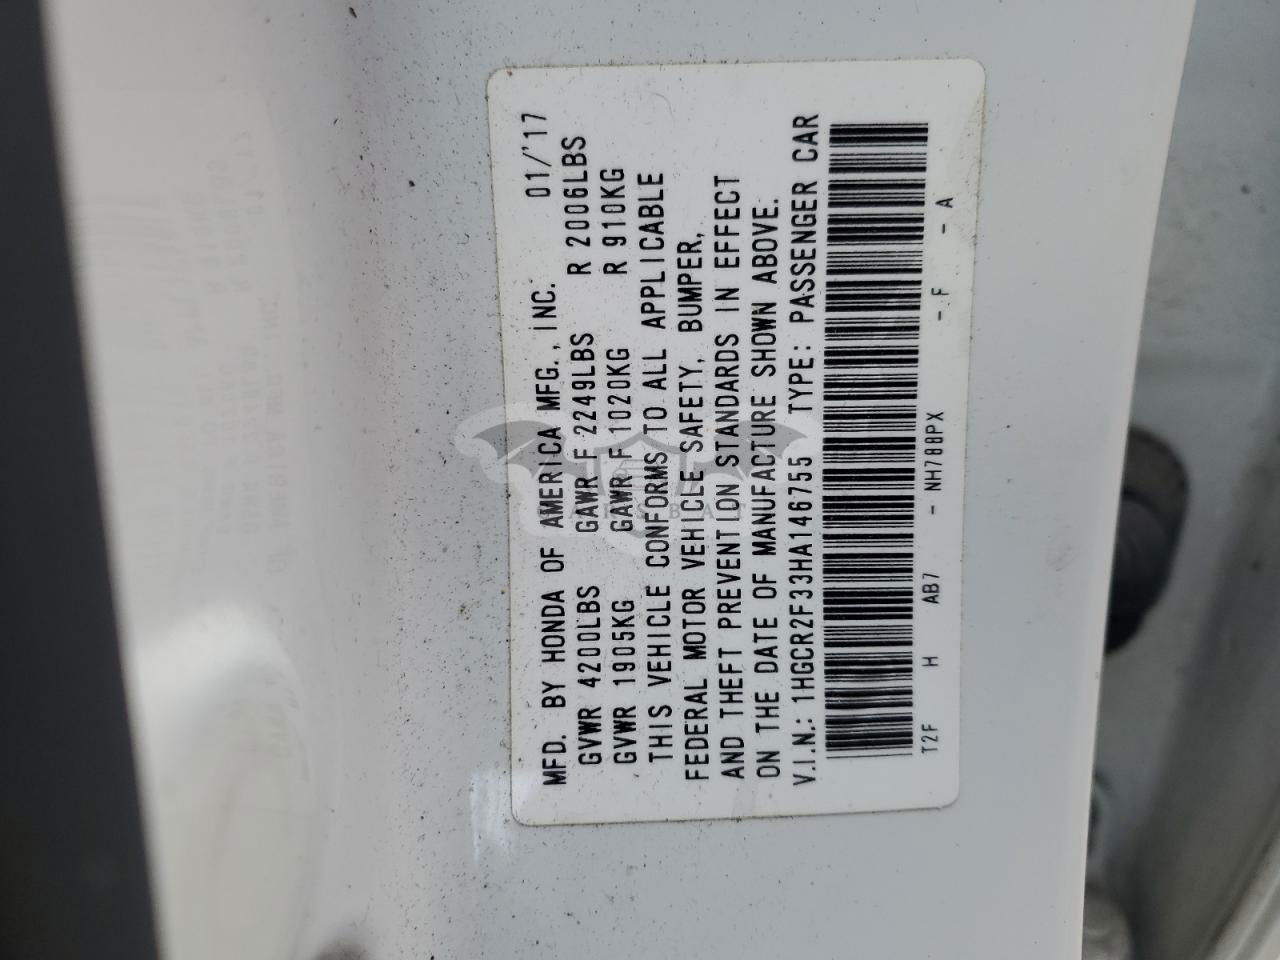 MFD. BY HONDA OF AMERICA MFG., INC. 01/'17
GVWR 4200LBS GAWR F 2249LBS R 2006LBS
GVWR 1905KG GAWR F 1020KG R 910KG
THIS VEHICLE CONFORMS TO ALL APPLICABLE
FEDERAL MOTOR VEHICLE SAFETY, BUMPER,
AND THEFT PREVENTION STANDARDS IN EFFECT
ON THE DATE OF MANUFACTURE SHOWN ABOVE.
V.I.N.: 1HGCR2F33HA146755 TYPE: PASSENGER CAR
T2F H AB7 - NH788PX - F - A
CARSBAT